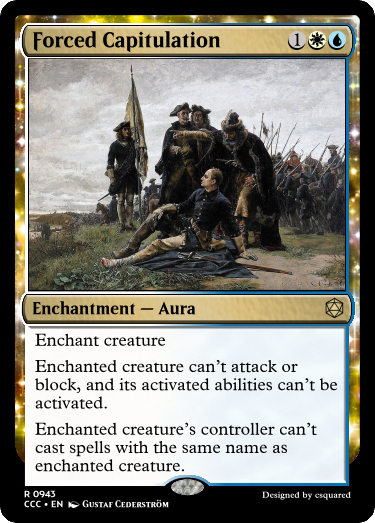 Forced Capitulation 1
Enchantment — Aura
Enchant creature
Enchanted creature can't attack or
block, and its activated abilities can't be
activated.
Enchanted creature's controller can't
cast spells with the same name as
enchanted creature.
R 0943
CCC • EN Gustaf Cederström
Designed by csquared